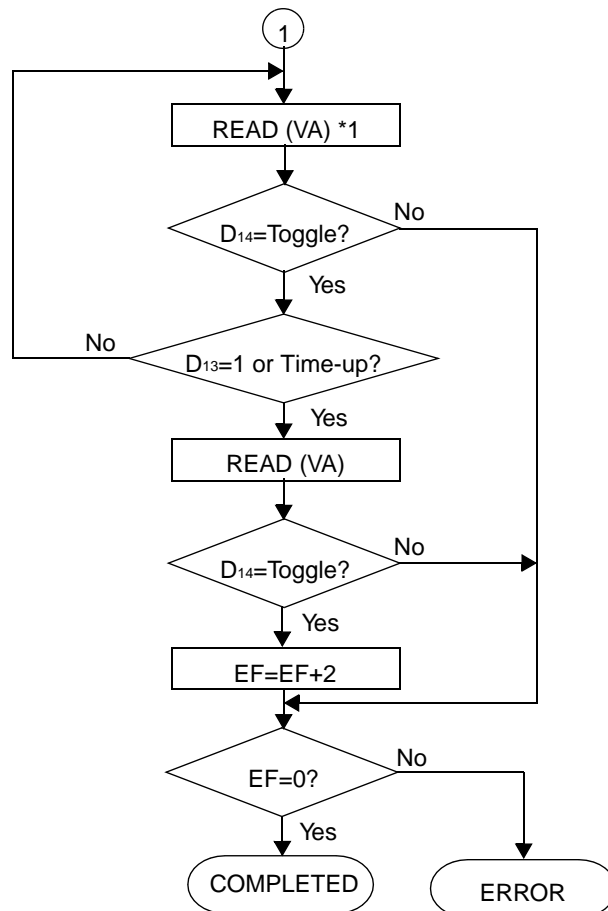 1
READ (VA) *1
D14=Toggle?
No
Yes
No
D13=1 or Time-up?
Yes
READ (VA)
D14=Toggle?
No
Yes
EF=EF+2
EF=0?
No
Yes
COMPLETED
ERROR